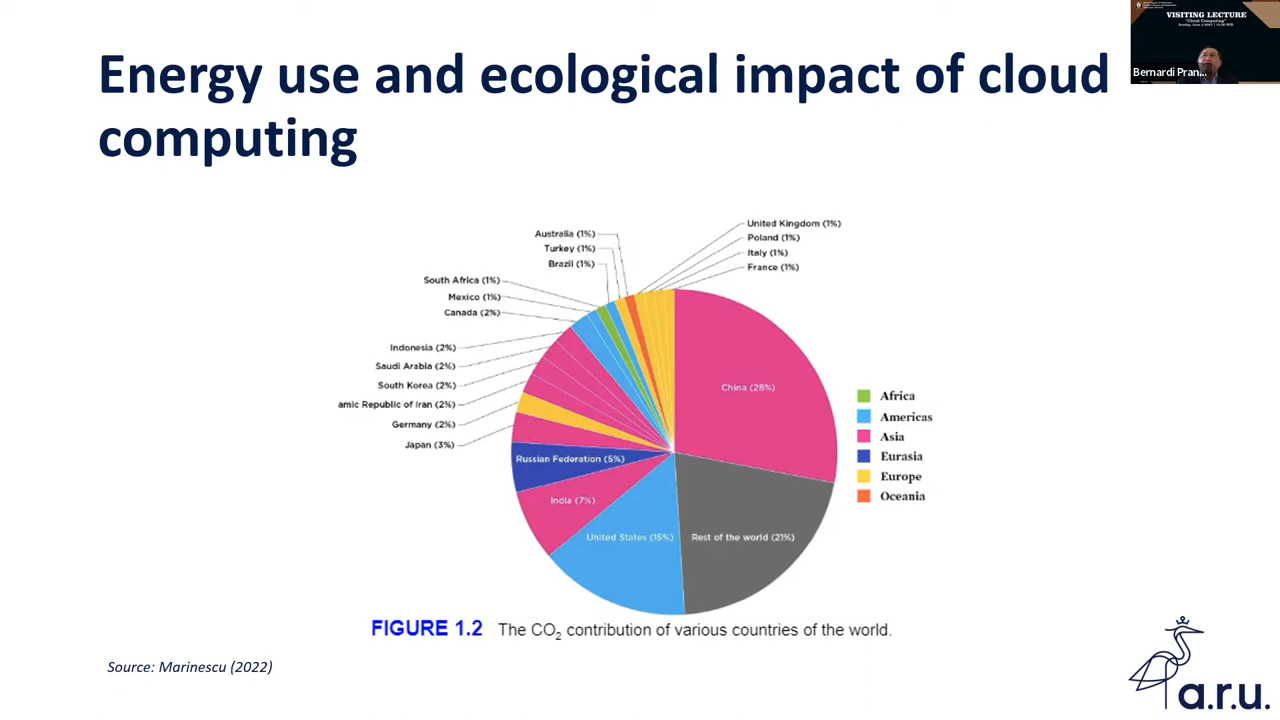 VISITING LECTURE
"Cloud Computing"
Bernardi Pran...
Energy use and ecological impact of cloud
computing
United Kingdom (1%)
Poland (1%)
Italy (1%)
France (1%)
Australia (1%)
Turkey (1%)
Brazil (1%)
South Africa (1%)
Mexico (1%)
Canada (2%)
Indonesia (2%)
Saudi Arabia (2%)
South Korea (2%)
amic Republic of Iran (2%)
Germany (2%)
Japan (3%)
Russian Federation (5%)
India (7%)
United States (15%)
Rest of the world (21%)
China (28%)
Africa
Americas
Asia
Eurasia
Europe
Oceania
FIGURE 1.2 The CO₂ contribution of various countries of the world.
Source: Marinescu (2022)
a.r.u.